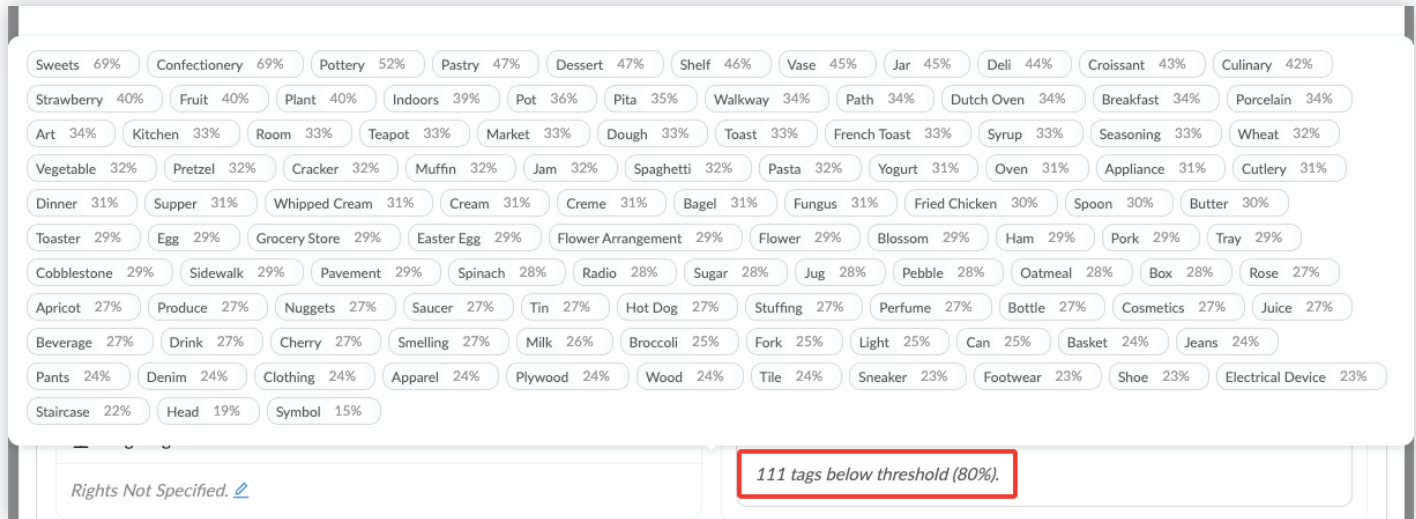 Sweets 69% Confectionery 69% Pottery 52% Pastry 47% Dessert 47% Shelf 46% Vase 45% Jar 45% Deli 44% Croissant 43% Culinary 42%
Strawberry 40% Fruit 40% Plant 40% Indoors 39% Pot 36% Pita 35% Walkway 34% Path 34% Dutch Oven 34% Breakfast 34% Porcelain 34%
Art 34% Kitchen 33% Room 33% Teapot 33% Market 33% Dough 33% Toast 33% French Toast 33% Syrup 33% Seasoning 33% Wheat 32%
Vegetable 32% Pretzel 32% Cracker 32% Muffin 32% Jam 32% Spaghetti 32% Pasta 32% Yogurt 31% Oven 31% Appliance 31% Cutlery 31%
Dinner 31% Supper 31% Whipped Cream 31% Cream 31% Creme 31% Bagel 31% Fungus 31% Fried Chicken 30% Spoon 30% Butter 30%
Toaster 29% Egg 29% Grocery Store 29% Easter Egg 29% Flower Arrangement 29% Flower 29% Blossom 29% Ham 29% Pork 29% Tray 29%
Cobblestone 29% Sidewalk 29% Pavement 29% Spinach 28% Radio 28% Sugar 28% Jug 28% Pebble 28% Oatmeal 28% Box 28% Rose 27%
Apricot 27% Produce 27% Nuggets 27% Saucer 27% Tin 27% Hot Dog 27% Stuffing 27% Perfume 27% Bottle 27% Cosmetics 27% Juice 27%
Beverage 27% Drink 27% Cherry 27% Smelling 27% Milk 26% Broccoli 25% Fork 25% Light 25% Can 25% Basket 24% Jeans 24%
Pants 24% Denim 24% Clothing 24% Apparel 24% Plywood 24% Wood 24% Tile 24% Sneaker 23% Footwear 23% Shoe 23% Electrical Device 23%
Staircase 22% Head 19% Symbol 15%
111 tags below threshold (80%).
Rights Not Specified.